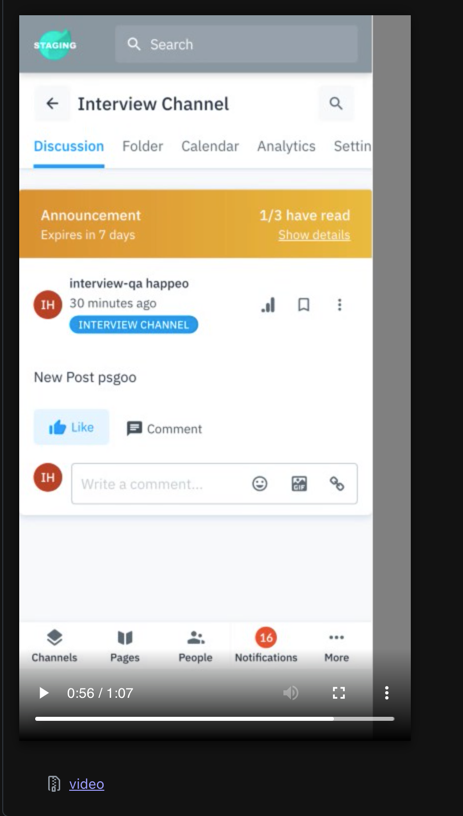 STAGING
Search
Interview Channel
Discussion Folder Calendar Analytics Settin
Announcement 1/3 have read
Expires in 7 days Show details
interview-qa happeo
IH 30 minutes ago
INTERVIEW CHANNEL
New Post psgoo
Like Comment
IH Write a comment... GIF
16
Channels Pages People Notifications More
0:56 / 1:07
video